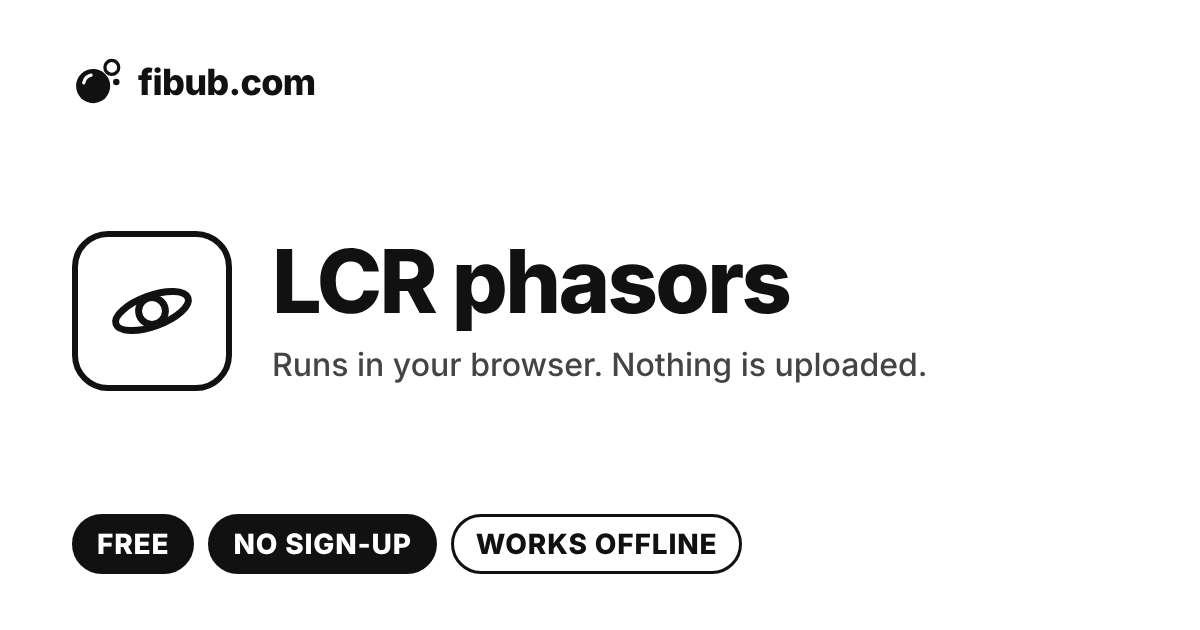 fibub.com
LCR phasors
Runs in your browser. Nothing is uploaded.
FREE
NO SIGN-UP
WORKS OFFLINE